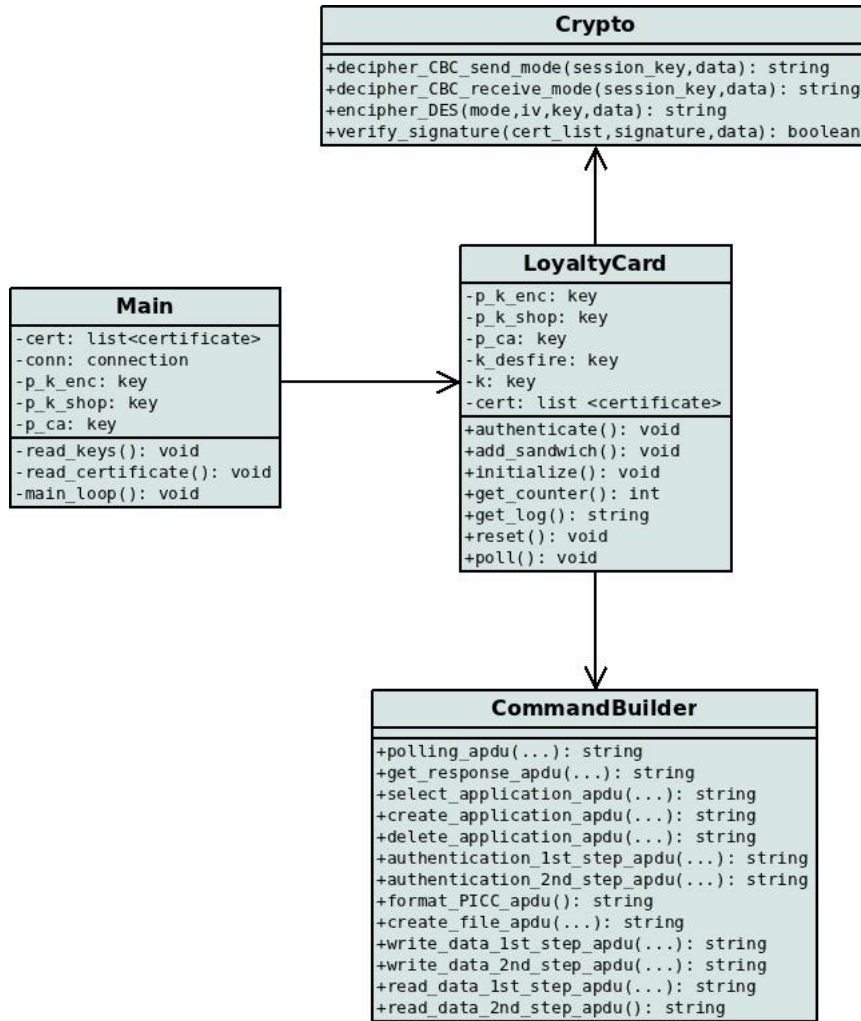 Crypto
+decipher_CBC_send_mode(session_key,data): string
+decipher_CBC_receive_mode(session_key,data): string
+encipher_DES(mode,iv,key,data): string
+verify_signature(cert_list,signature,data): boolean
LoyaltyCard
-p_k_enc: key
-p_k_shop: key
-p_ca: key
-k_desfire: key
-k: key
-cert: list <certificate>
+authenticate(): void
+add_sandwich(): void
+initialize(): void
+get_counter(): int
+get_log(): string
+reset(): void
+poll(): void
Main
-cert: list<certificate>
-conn: connection
-p_k_enc: key
-p_k_shop: key
-p_ca: key
-read_keys(): void
-read_certificate(): void
-main_loop(): void
CommandBuilder
+polling_apdu(...): string
+get_response_apdu(...): string
+select_application_apdu(...): string
+create_application_apdu(...): string
+delete_application_apdu(...): string
+authentication_1st_step_apdu(...): string
+authentication_2nd_step_apdu(...): string
+format_PICC_apdu(): string
+create_file_apdu(...): string
+write_data_1st_step_apdu(...): string
+write_data_2nd_step_apdu(...): string
+read_data_1st_step_apdu(...): string
+read_data_2nd_step_apdu(): string